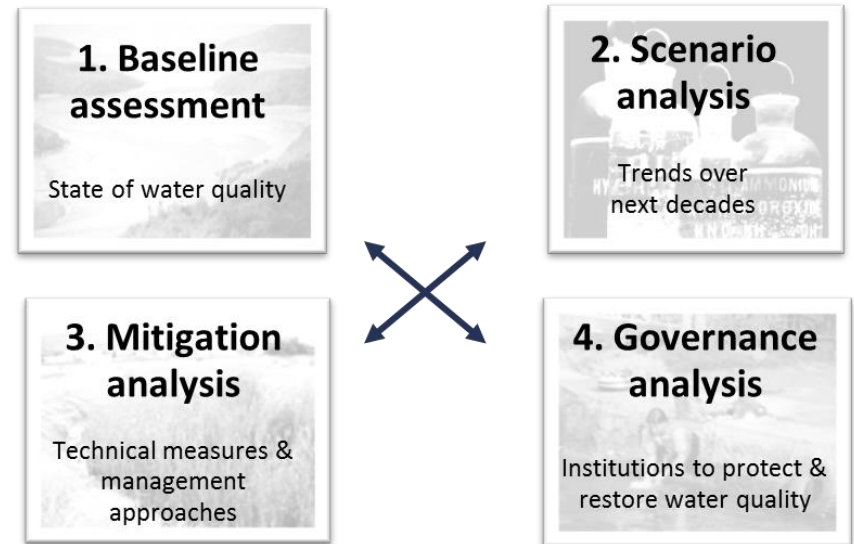 1. Baseline
assessment
State of water quality
2. Scenario
analysis
Trends over
next decades
AMMONIUM
3. Mitigation
analysis
Technical measures &
management
approaches
4. Governance
analysis
Institutions to protect &
restore water quality